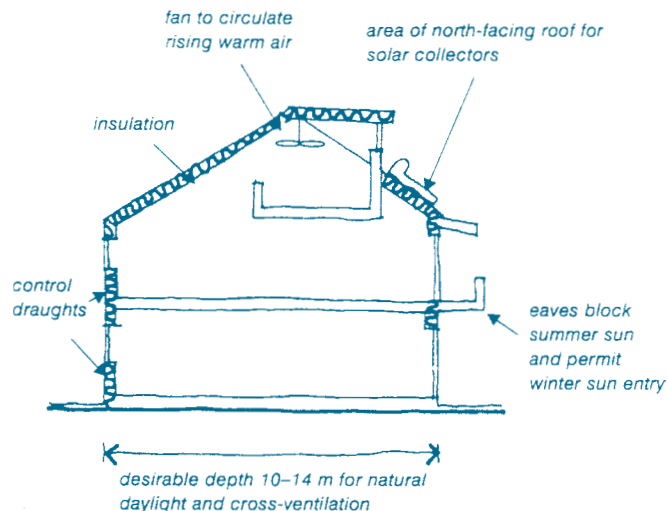 fan to circulate
rising warm air
area of north-facing roof for
solar collectors
insulation
control
draughts
eaves block
summer sun
and permit
winter sun entry
desirable depth 10–14 m for natural
daylight and cross-ventilation